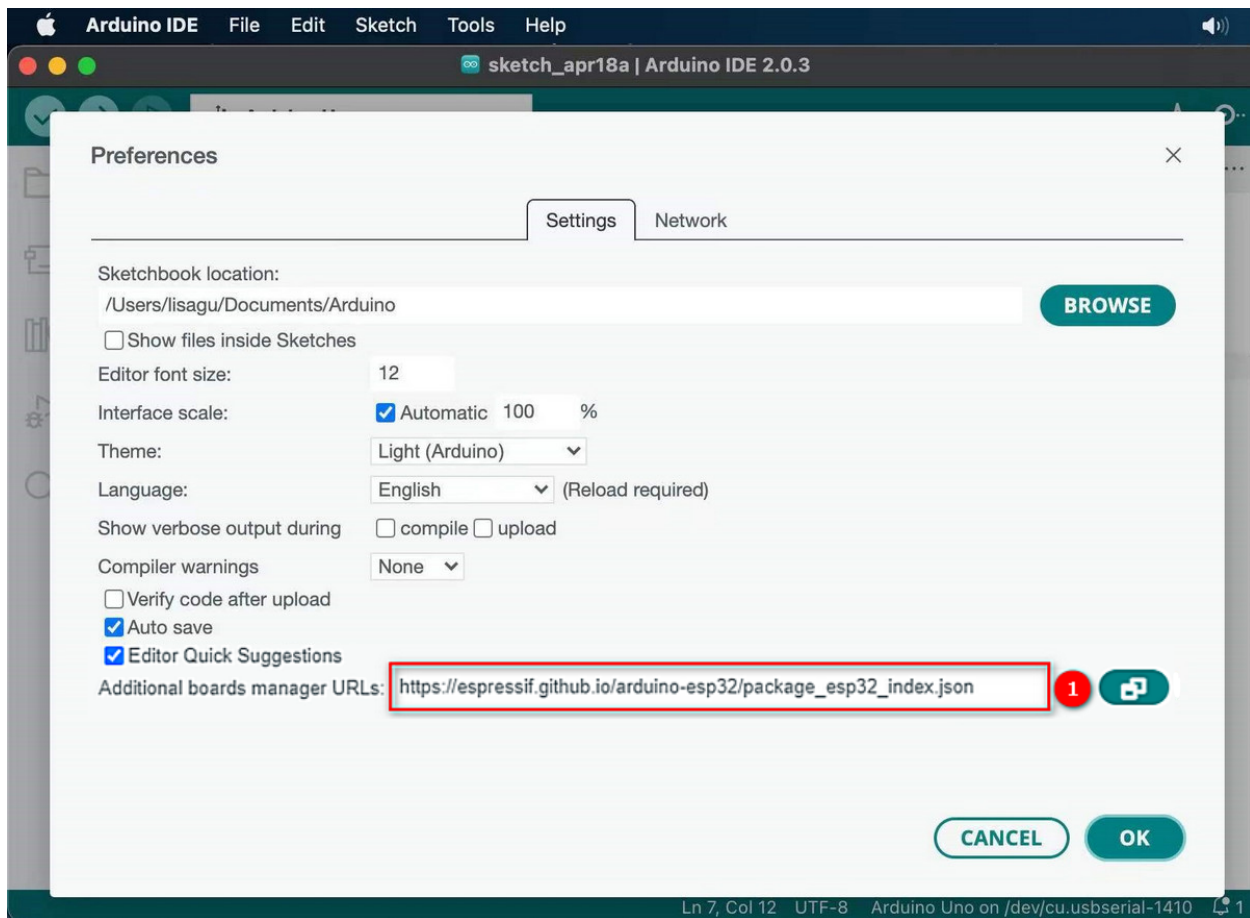 Arduino IDE File Edit Sketch Tools Help
sketch_apr18a | Arduino IDE 2.0.3
Preferences
Settings Network
Sketchbook location:
/Users/lisagu/Documents/Arduino
BROWSE
Show files inside Sketches
Editor font size: 12
Interface scale: Automatic 100 %
Theme: Light (Arduino)
Language: English (Reload required)
Show verbose output during compile upload
Compiler warnings None
Verify code after upload
Auto save
Editor Quick Suggestions
Additional boards manager URLs: https://espressif.github.io/arduino-esp32/package_esp32_index.json 1
CANCEL OK
Ln 7, Col 12 UTF-8 Arduino Uno on /dev/cu.usbserial-1410 1